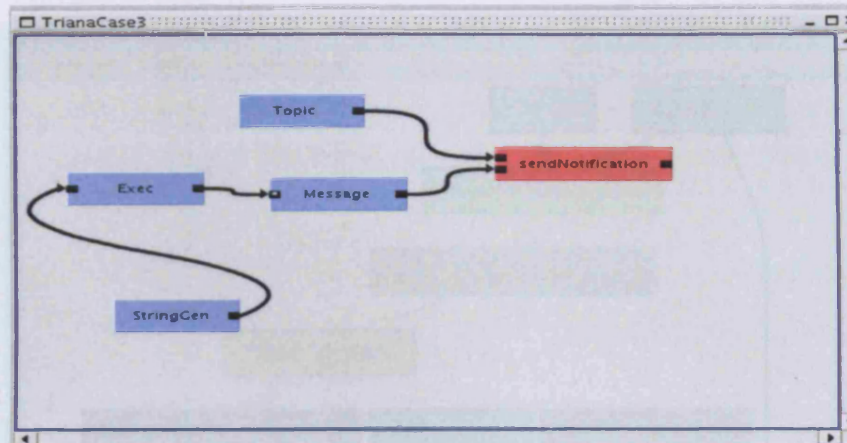 TrianaCase3
Topic
sendNotification
Exec
Message
StringGen